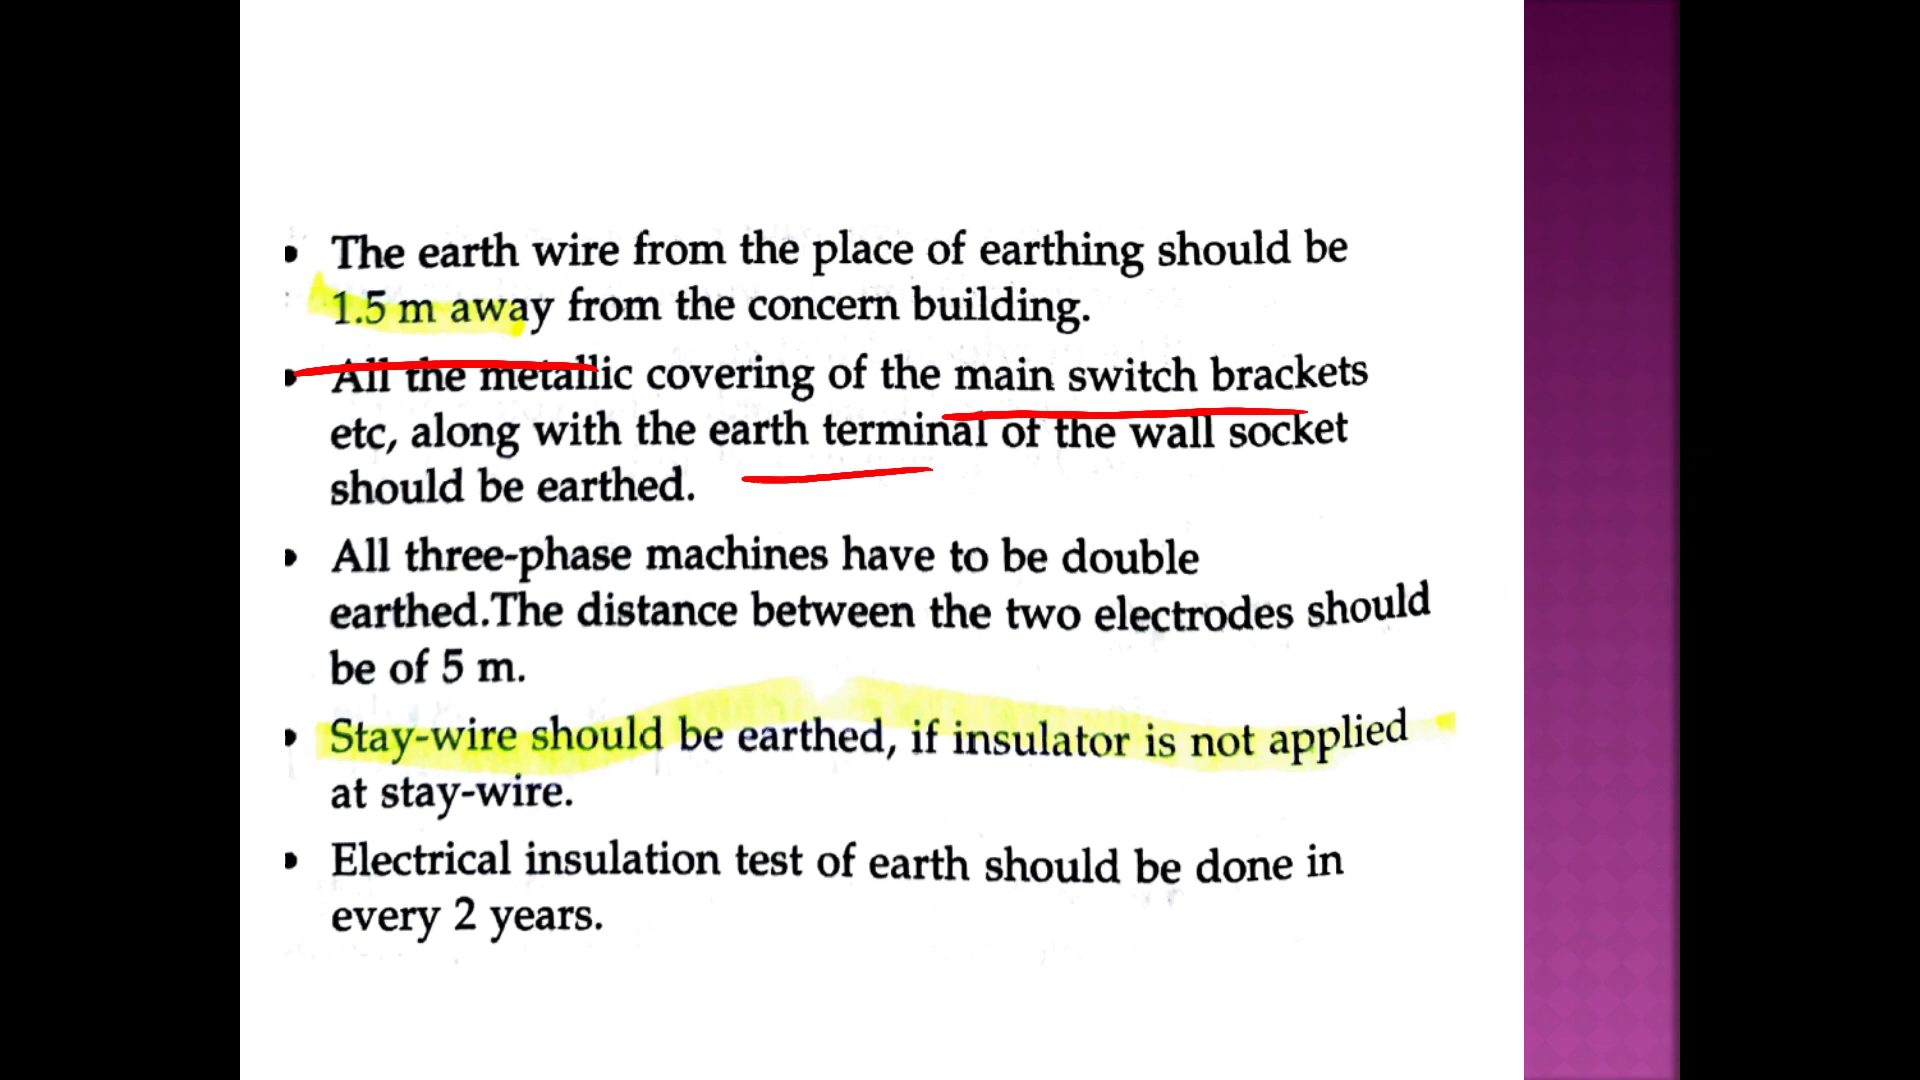 • The earth wire from the place of earthing should be
1.5 m away from the concern building.
• All the metallic covering of the main switch brackets
etc, along with the earth terminal of the wall socket
should be earthed.
• All three-phase machines have to be double
earthed.The distance between the two electrodes should
be of 5 m.
• Stay-wire should be earthed, if insulator is not applied
at stay-wire.
• Electrical insulation test of earth should be done in
every 2 years.